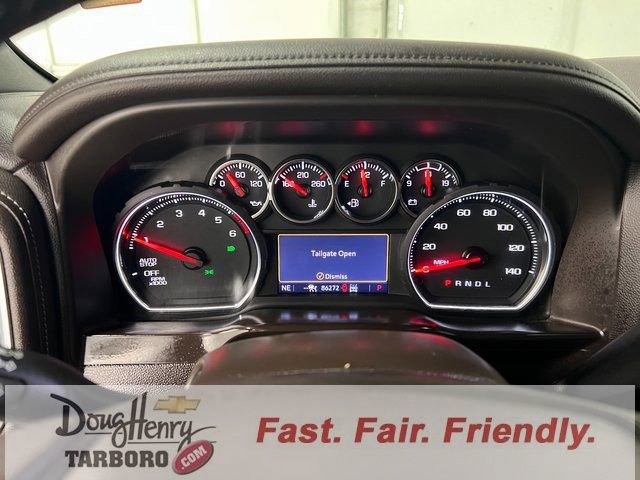 0 60 120
160 210 260
E 1/2 F
9 13 19
1 2 3 4 5 6
AUTO STOP
OFF
RPM
x1000
Tailgate Open
Dismiss
NE 86272 P
0 20 40 60 80 100 120 140
MPH
P R N D L
Doug Henry
TARBORO
.COM
Fast. Fair. Friendly.